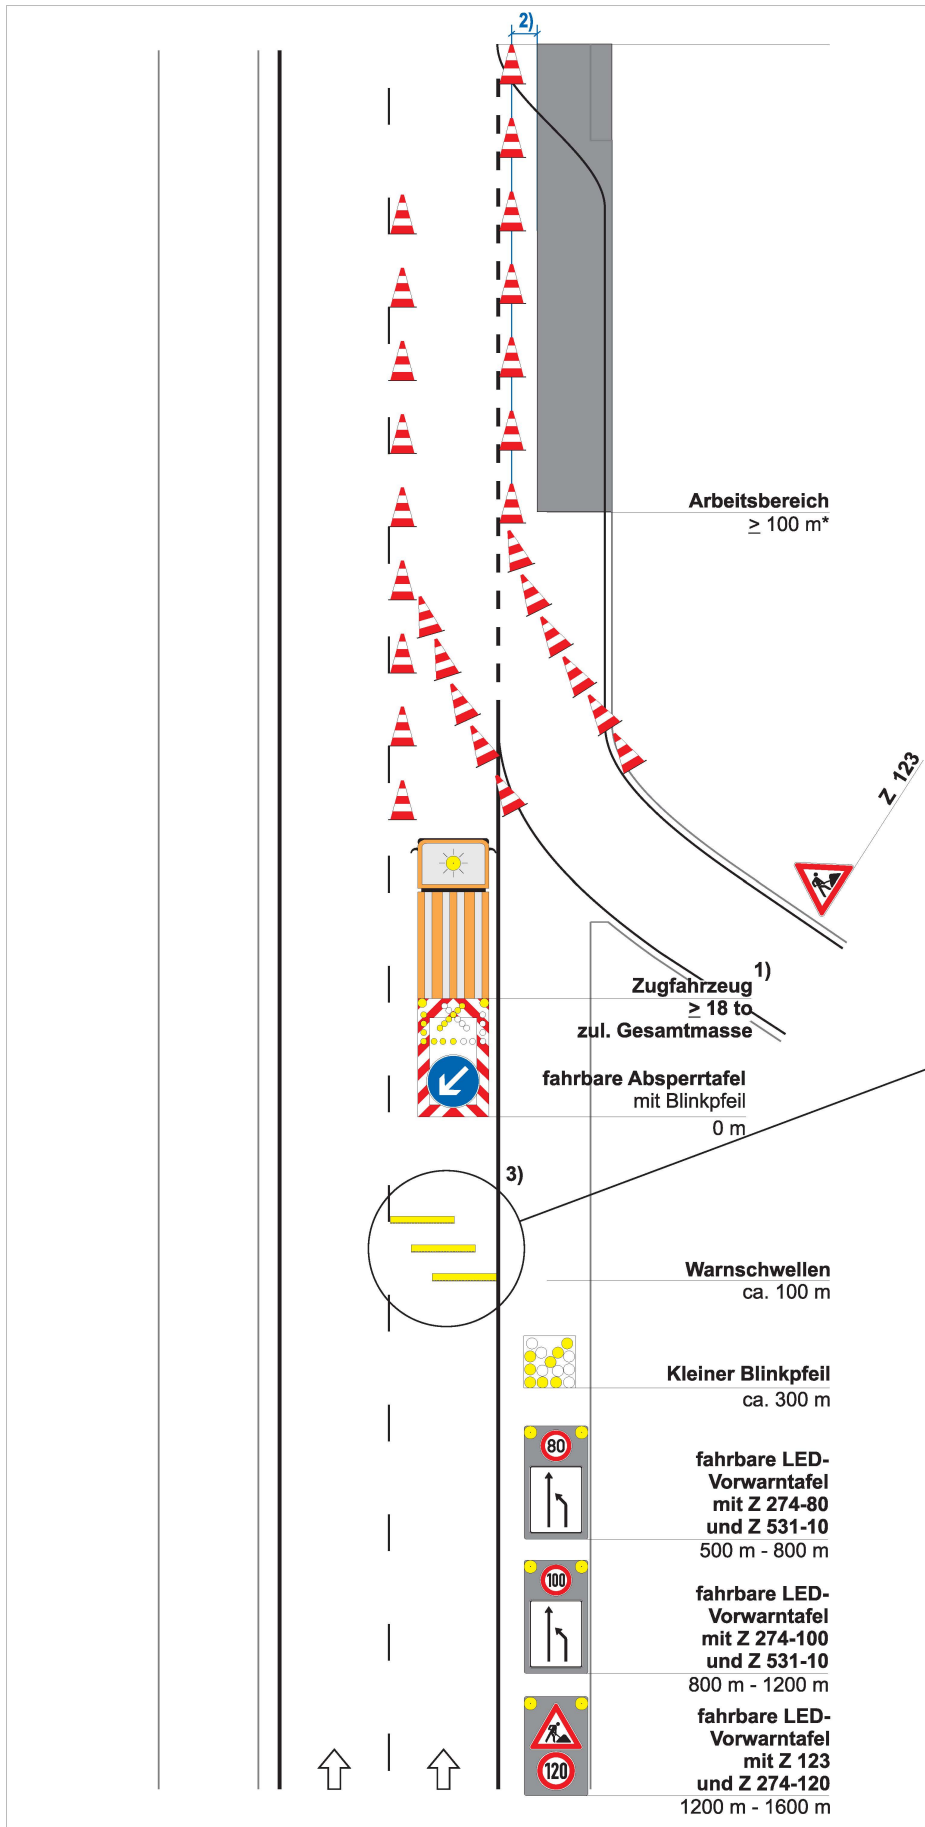 2)
Arbeitsbereich
≥ 100 m*
Z 123
1)
Zugfahrzeug
≥ 18 to
zul. Gesamtmasse
fahrbare Absperrtafel
mit Blinkpfeil
0 m
3)
Warnschwellen
ca. 100 m
Kleiner Blinkpfeil
ca. 300 m
80
fahrbare LED-
Vorwarntafel
mit Z 274-80
und Z 531-10
500 m - 800 m
100
fahrbare LED-
Vorwarntafel
mit Z 274-100
und Z 531-10
800 m - 1200 m
120
fahrbare LED-
Vorwarntafel
mit Z 123
und Z 274-120
1200 m - 1600 m